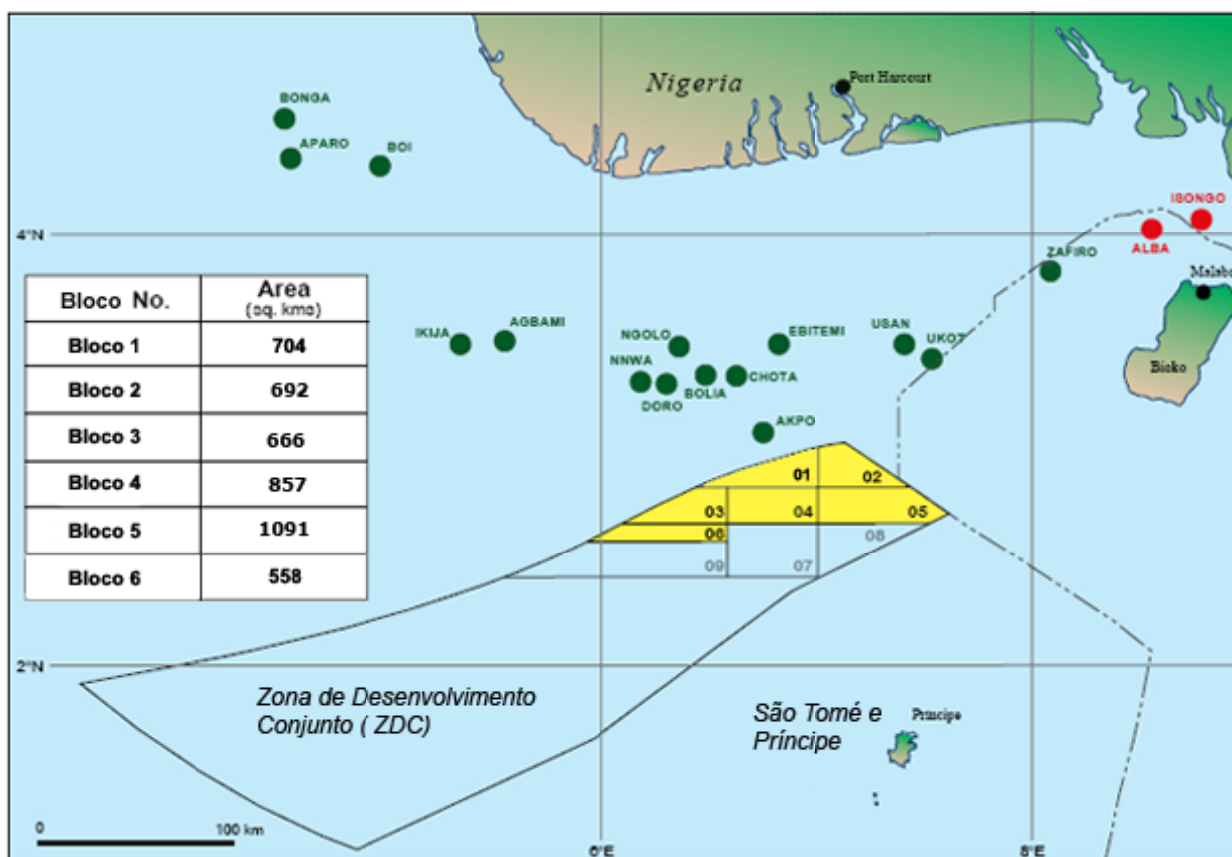 Nigeria
Port Harcourt
BONGA
APARO
BOI
ISONGO
ALBA
4°N
ZAFIRO
Malabo
Bioko
Bloco No.
Area
(sq. kms)
Bloco 1
704
Bloco 2
692
Bloco 3
666
Bloco 4
857
Bloco 5
1091
Bloco 6
558
IKIJA
AGBAMI
NGOLO
EBITEMI
USAN
UKOT
NNWA
DORO
BOLIA
CHOTA
AKPO
01
02
03
04
05
06
08
09
07
2°N
Zona de Desenvolvimento
Conjunto ( ZDC)
São Tomé e
Príncipe
Príncipe
0
100 km
6°E
8°E